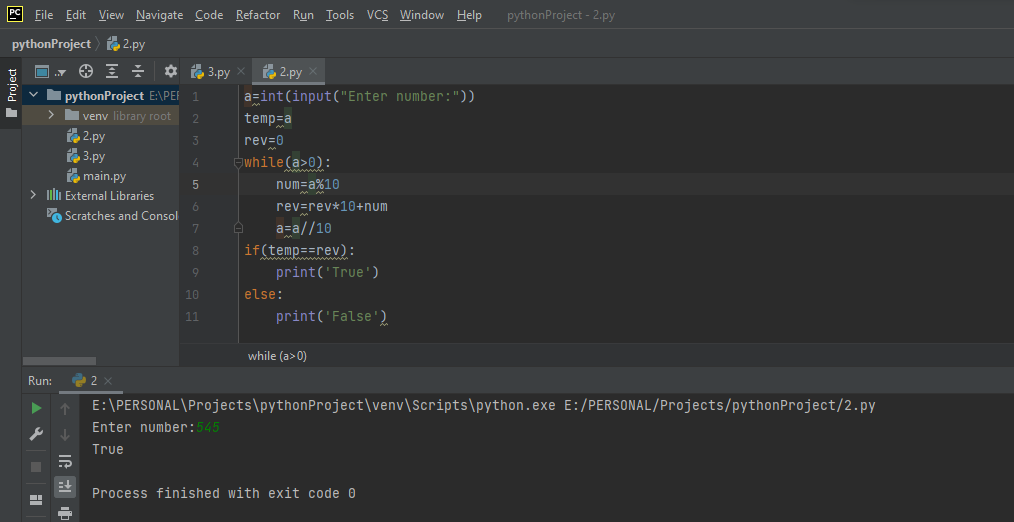 PC File Edit View Navigate Code Refactor Run Tools VCS Window Help pythonProject - 2.py
pythonProject 2.py
Project
3.py 2.py
pythonProject E:\PER
venv library root
2.py
3.py
main.py
External Libraries
Scratches and Consol
1 a=int(input("Enter number:"))
2 temp=a
3 rev=0
4 while(a>0):
5 num=a%10
6 rev=rev*10+num
7 a=a//10
8 if(temp==rev):
9 print('True')
10 else:
11 print('False')
while (a>0)
Run: 2
E:\PERSONAL\Projects\pythonProject\venv\Scripts\python.exe E:/PERSONAL/Projects/pythonProject/2.py
Enter number:545
True
Process finished with exit code 0